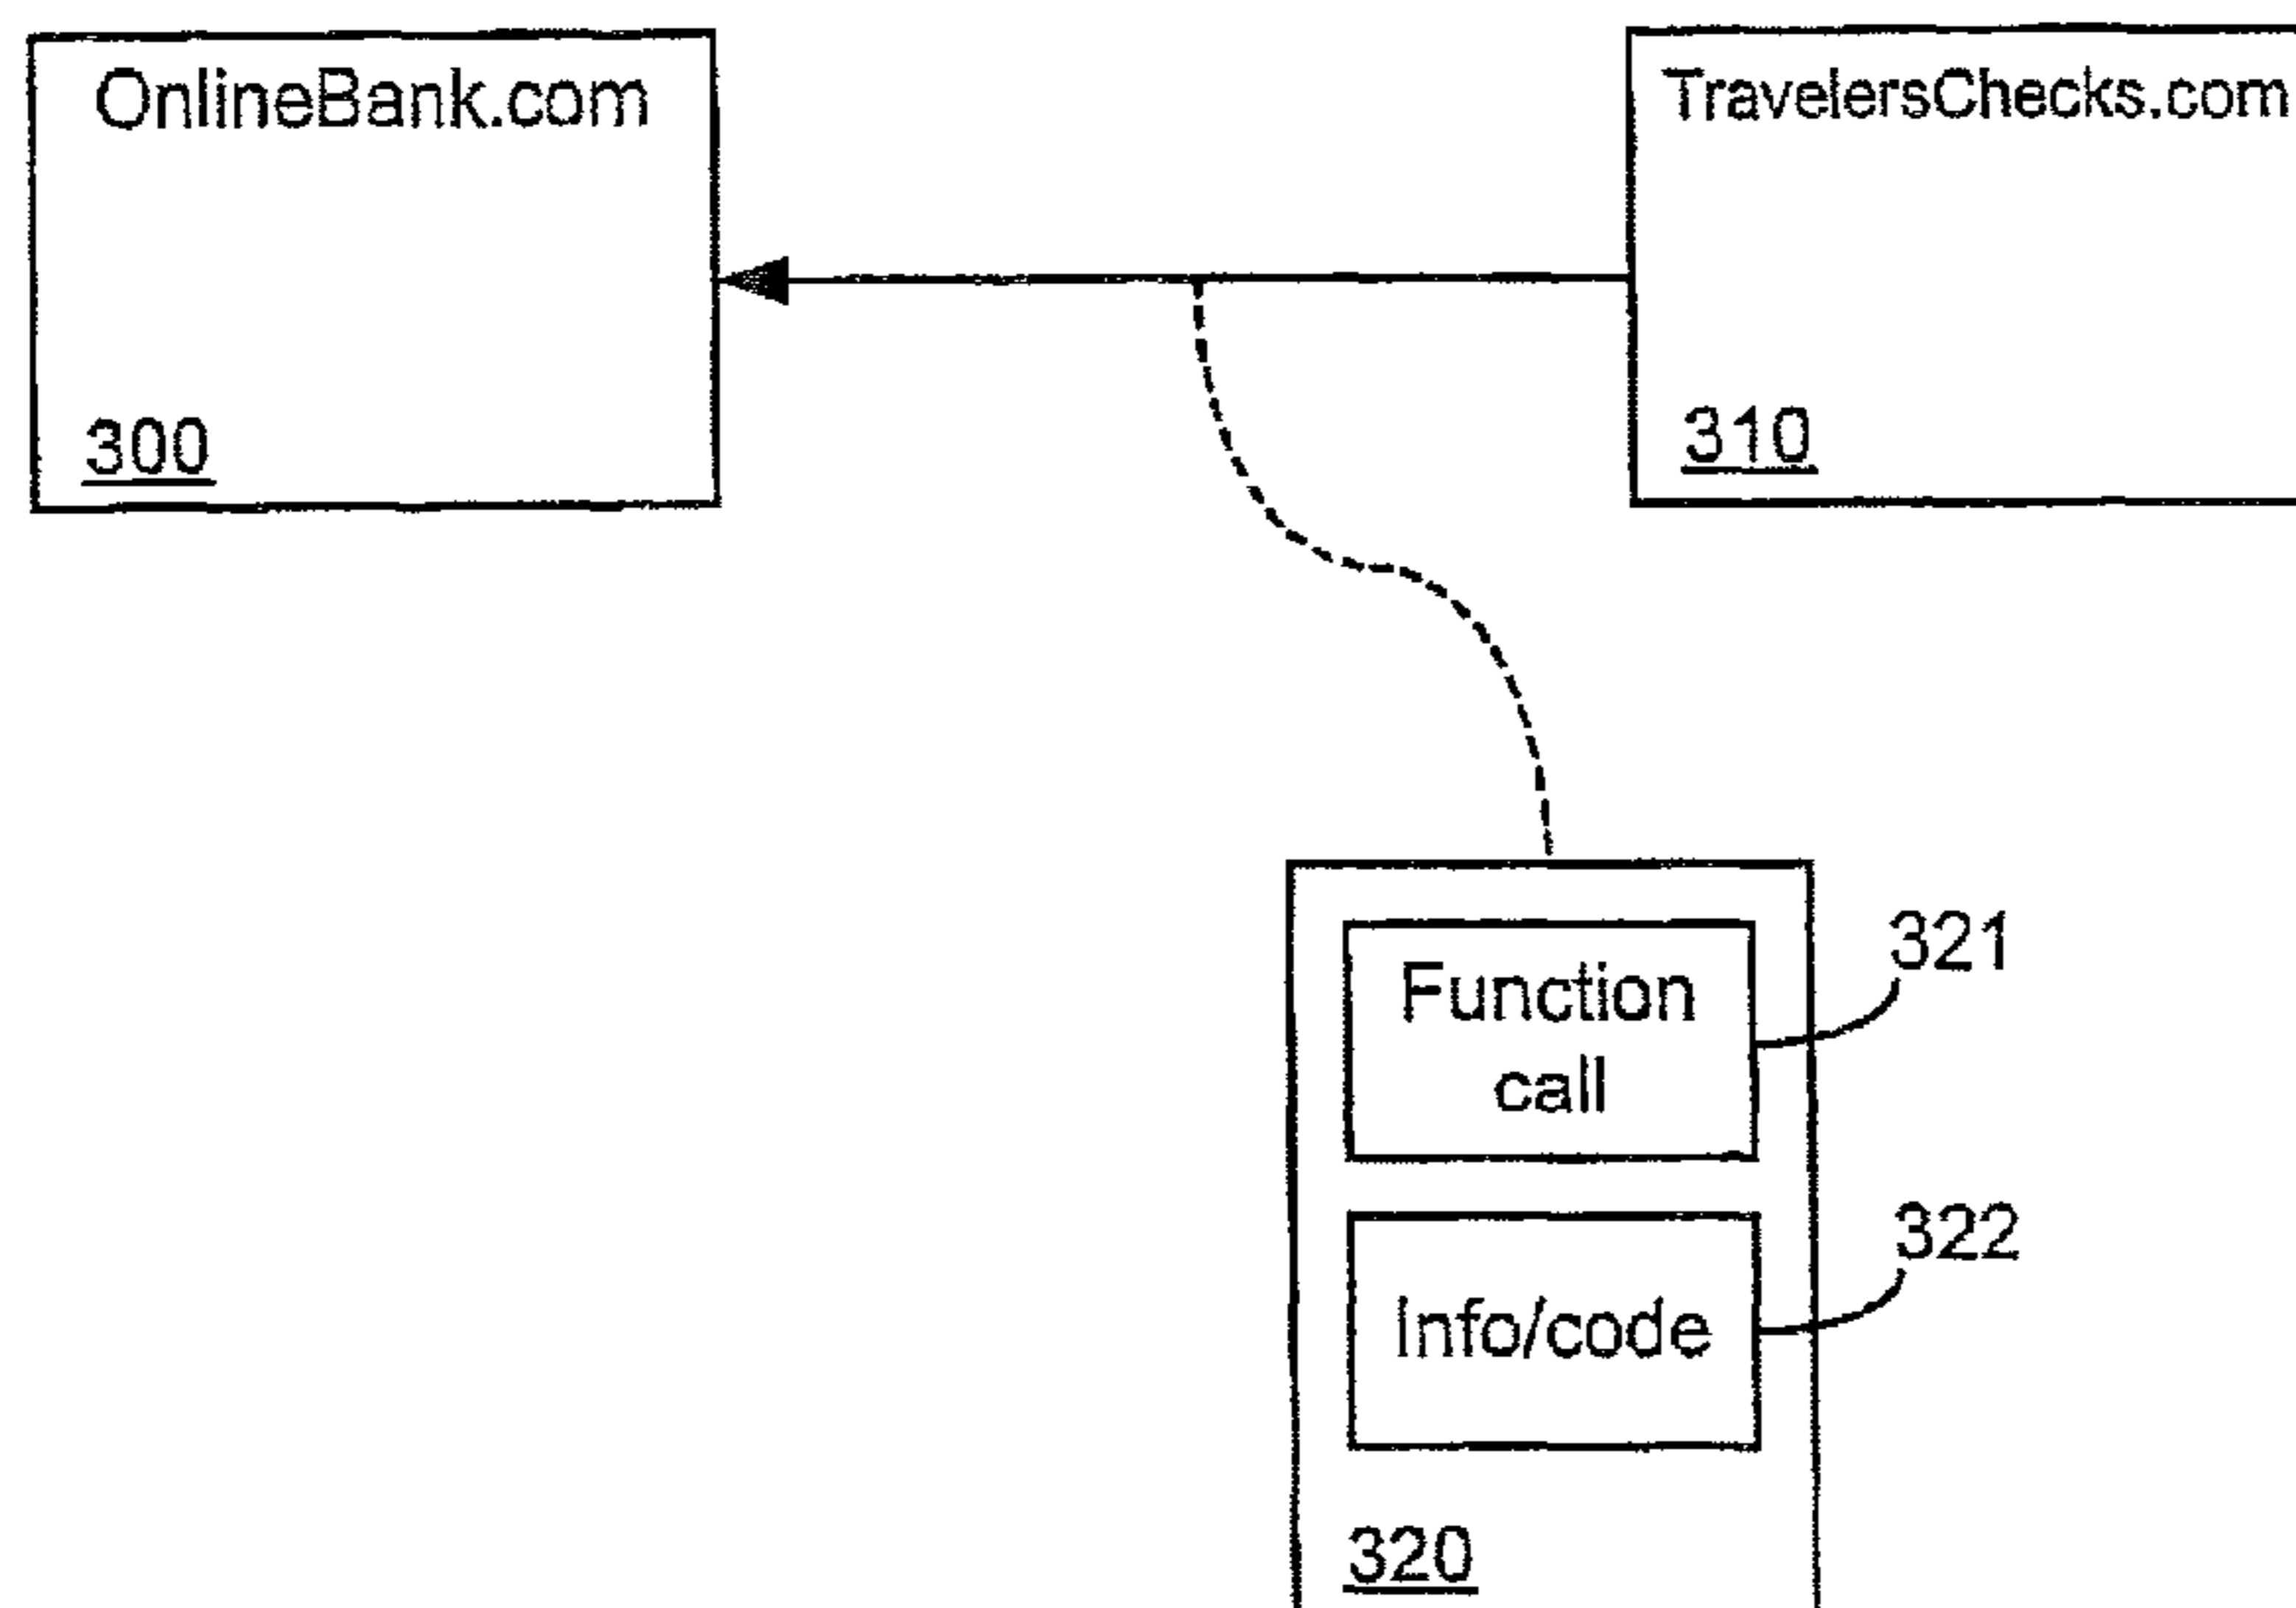 OnlineBank.com
TravelersChecks.com
300
310
Function
call
321
Info/code
322
320